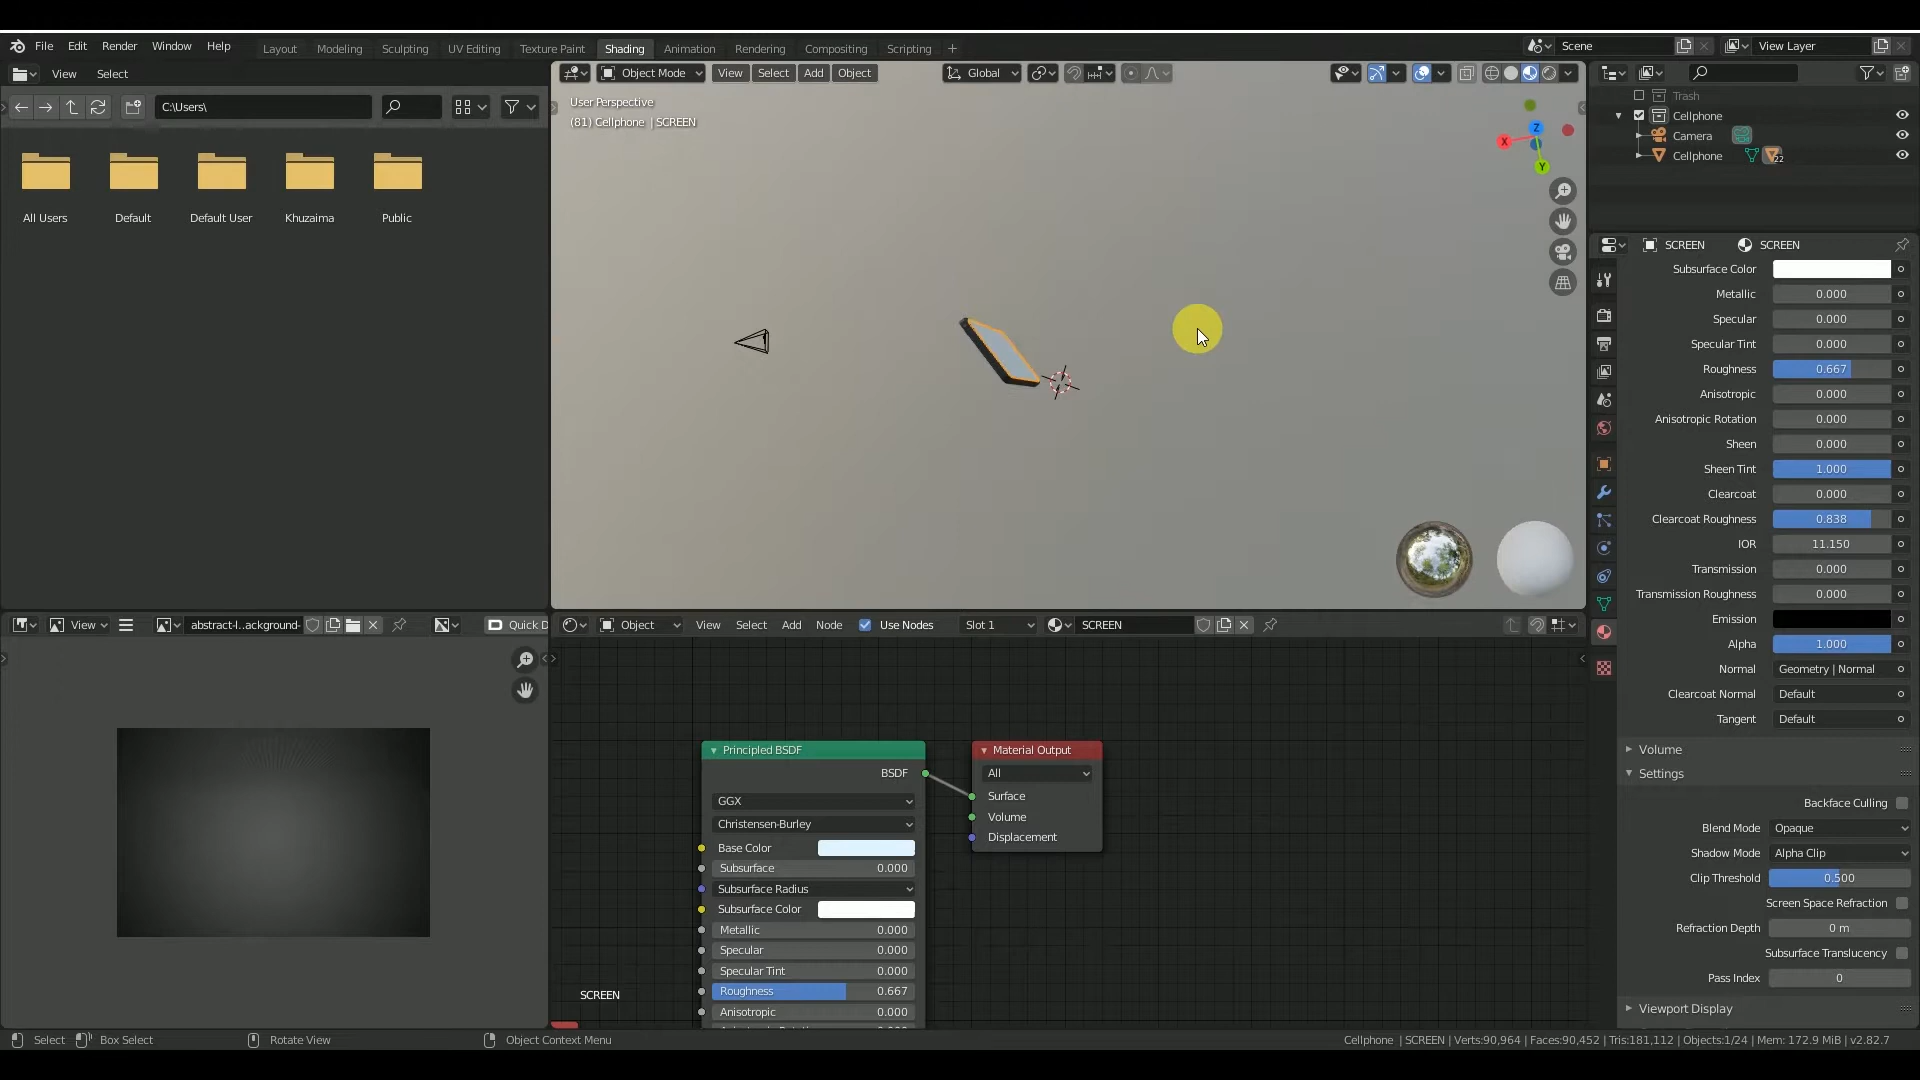 File Edit Render Window Help Layout Modeling Sculpting UV Editing Texture Paint Shading Animation Rendering Compositing Scripting Scene View Layer
View Select
C:\Users\
All Users Default Default User Khuzaima Public
Object Mode View Select Add Object Global
User Perspective
(81) Cellphone | SCREEN
Z
X
Y
Trash
Cellphone
Camera
Cellphone 22
SCREEN SCREEN
Subsurface Color
Metallic 0.000
Specular 0.000
Specular Tint 0.000
Roughness 0.667
Anisotropic 0.000
Anisotropic Rotation 0.000
Sheen 0.000
Sheen Tint 1.000
Clearcoat 0.000
Clearcoat Roughness 0.838
IOR 11.150
Transmission 0.000
Transmission Roughness 0.000
Emission
Alpha 1.000
Normal Geometry | Normal
Clearcoat Normal Default
Tangent Default
Volume
Settings
Backface Culling
Blend Mode Opaque
Shadow Mode Alpha Clip
Clip Threshold 0.500
Screen Space Refraction
Refraction Depth 0 m
Subsurface Translucency
Pass Index 0
Viewport Display
View abstract-l..ackground- Quick D
Object View Select Add Node Use Nodes Slot 1 SCREEN
Principled BSDF
BSDF
GGX
Christensen-Burley
Base Color
Subsurface 0.000
Subsurface Radius
Subsurface Color
Metallic 0.000
Specular 0.000
Specular Tint 0.000
Roughness 0.667
Anisotropic 0.000
Material Output
All
Surface
Volume
Displacement
SCREEN
Select Box Select Rotate View Object Context Menu
Cellphone | SCREEN | Verts:90,964 | Faces:90,452 | Tris:181,112 | Objects:1/24 | Mem: 172.9 MiB | v2.82.7